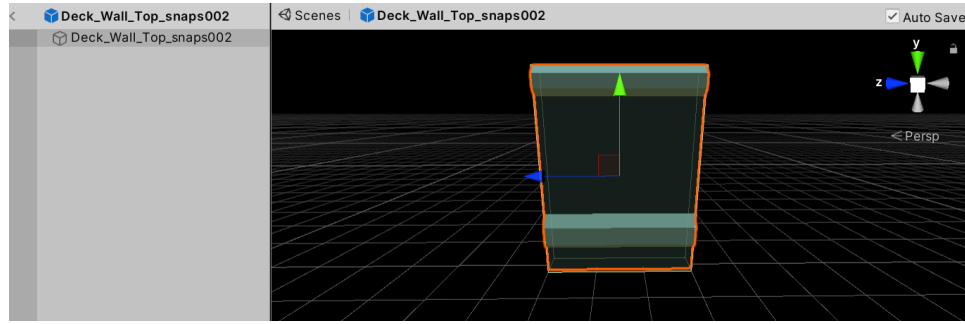 Deck_Wall_Top_snaps002
Deck_Wall_Top_snaps002
Scenes Deck_Wall_Top_snaps002
Auto Save
y
z
Persp